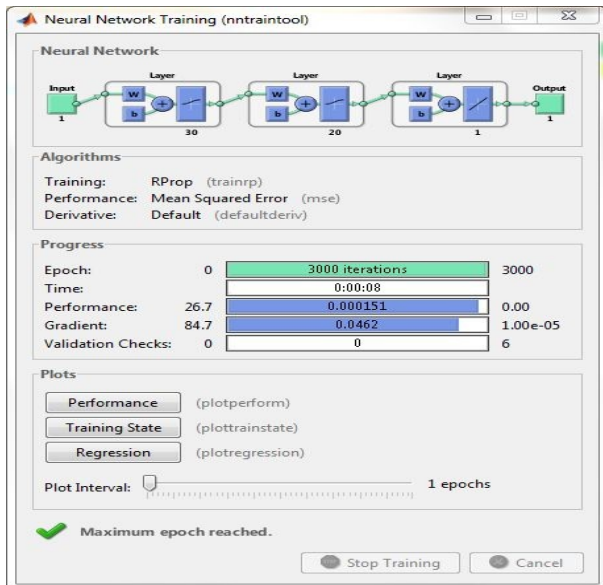 Neural Network Training (nntraintool)
Neural Network
Layer Layer Layer
Input Output
W W W
b b b
1 30 20 1 1
Algorithms
Training: RProp (trainrp)
Performance: Mean Squared Error (mse)
Derivative: Default (defaultderiv)
Progress
Epoch: 0 3000 iterations 3000
Time: 0:00:08
Performance: 26.7 0.000151 0.00
Gradient: 84.7 0.0462 1.00e-05
Validation Checks: 0 0 6
Plots
Performance (plotperform)
Training State (plottrainstate)
Regression (plotregression)
Plot Interval: 1 epochs
Maximum epoch reached.
Stop Training Cancel